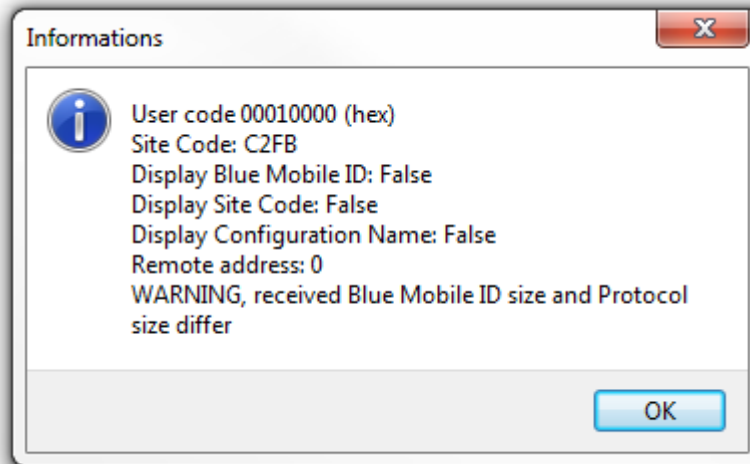 Informations
User code 00010000 (hex)
Site Code: C2FB
Display Blue Mobile ID: False
Display Site Code: False
Display Configuration Name: False
Remote address: 0
WARNING, received Blue Mobile ID size and Protocol
size differ
OK